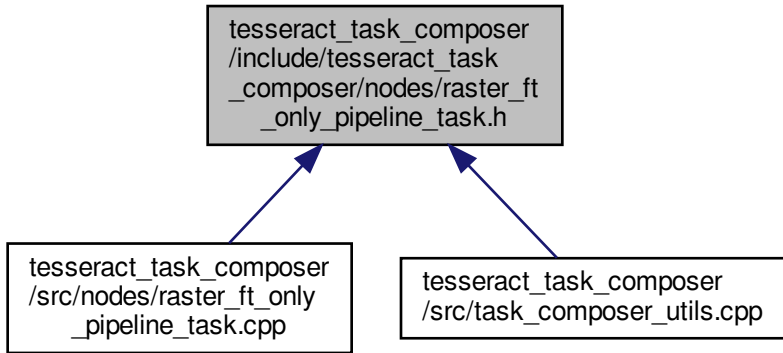 tesseract_task_composer
/include/tesseract_task
_composer/nodes/raster_ft
_only_pipeline_task.h
tesseract_task_composer
/src/nodes/raster_ft_only
_pipeline_task.cpp
tesseract_task_composer
/src/task_composer_utils.cpp